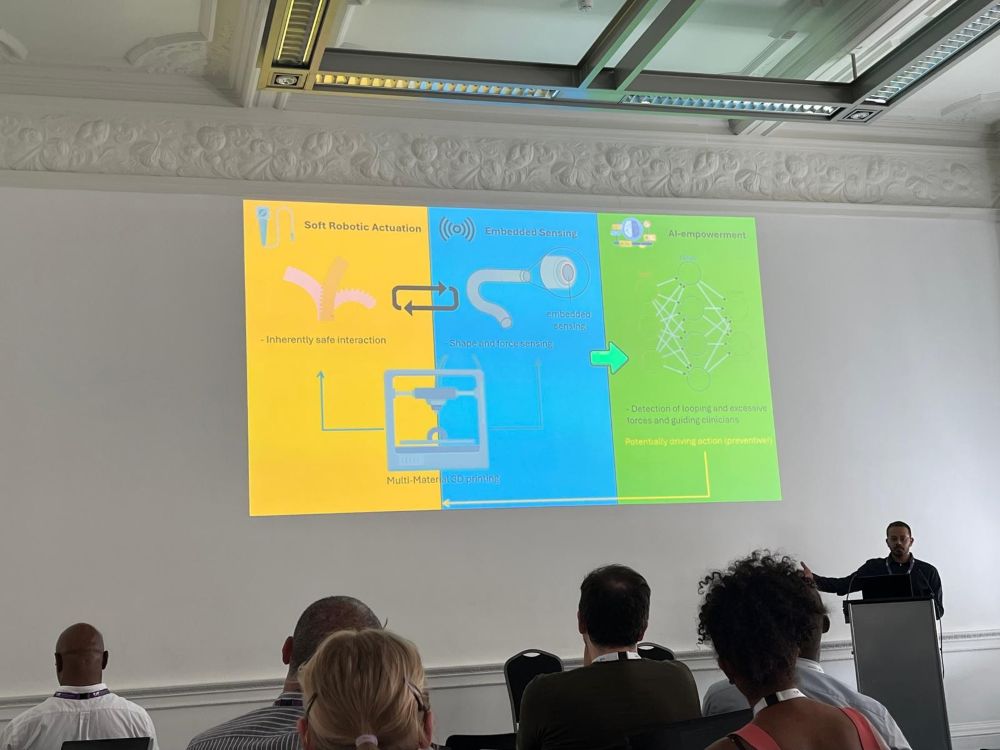 Soft Robotic Actuation
- Inherently safe interaction
Embedded Sensing
embedded
sensing
- Shape and force sensing
Multi-Material 3D printing
AI-empowerment
- Detection of looping and excessive
forces and guiding clinicians
Potentially driving action (preventive!)